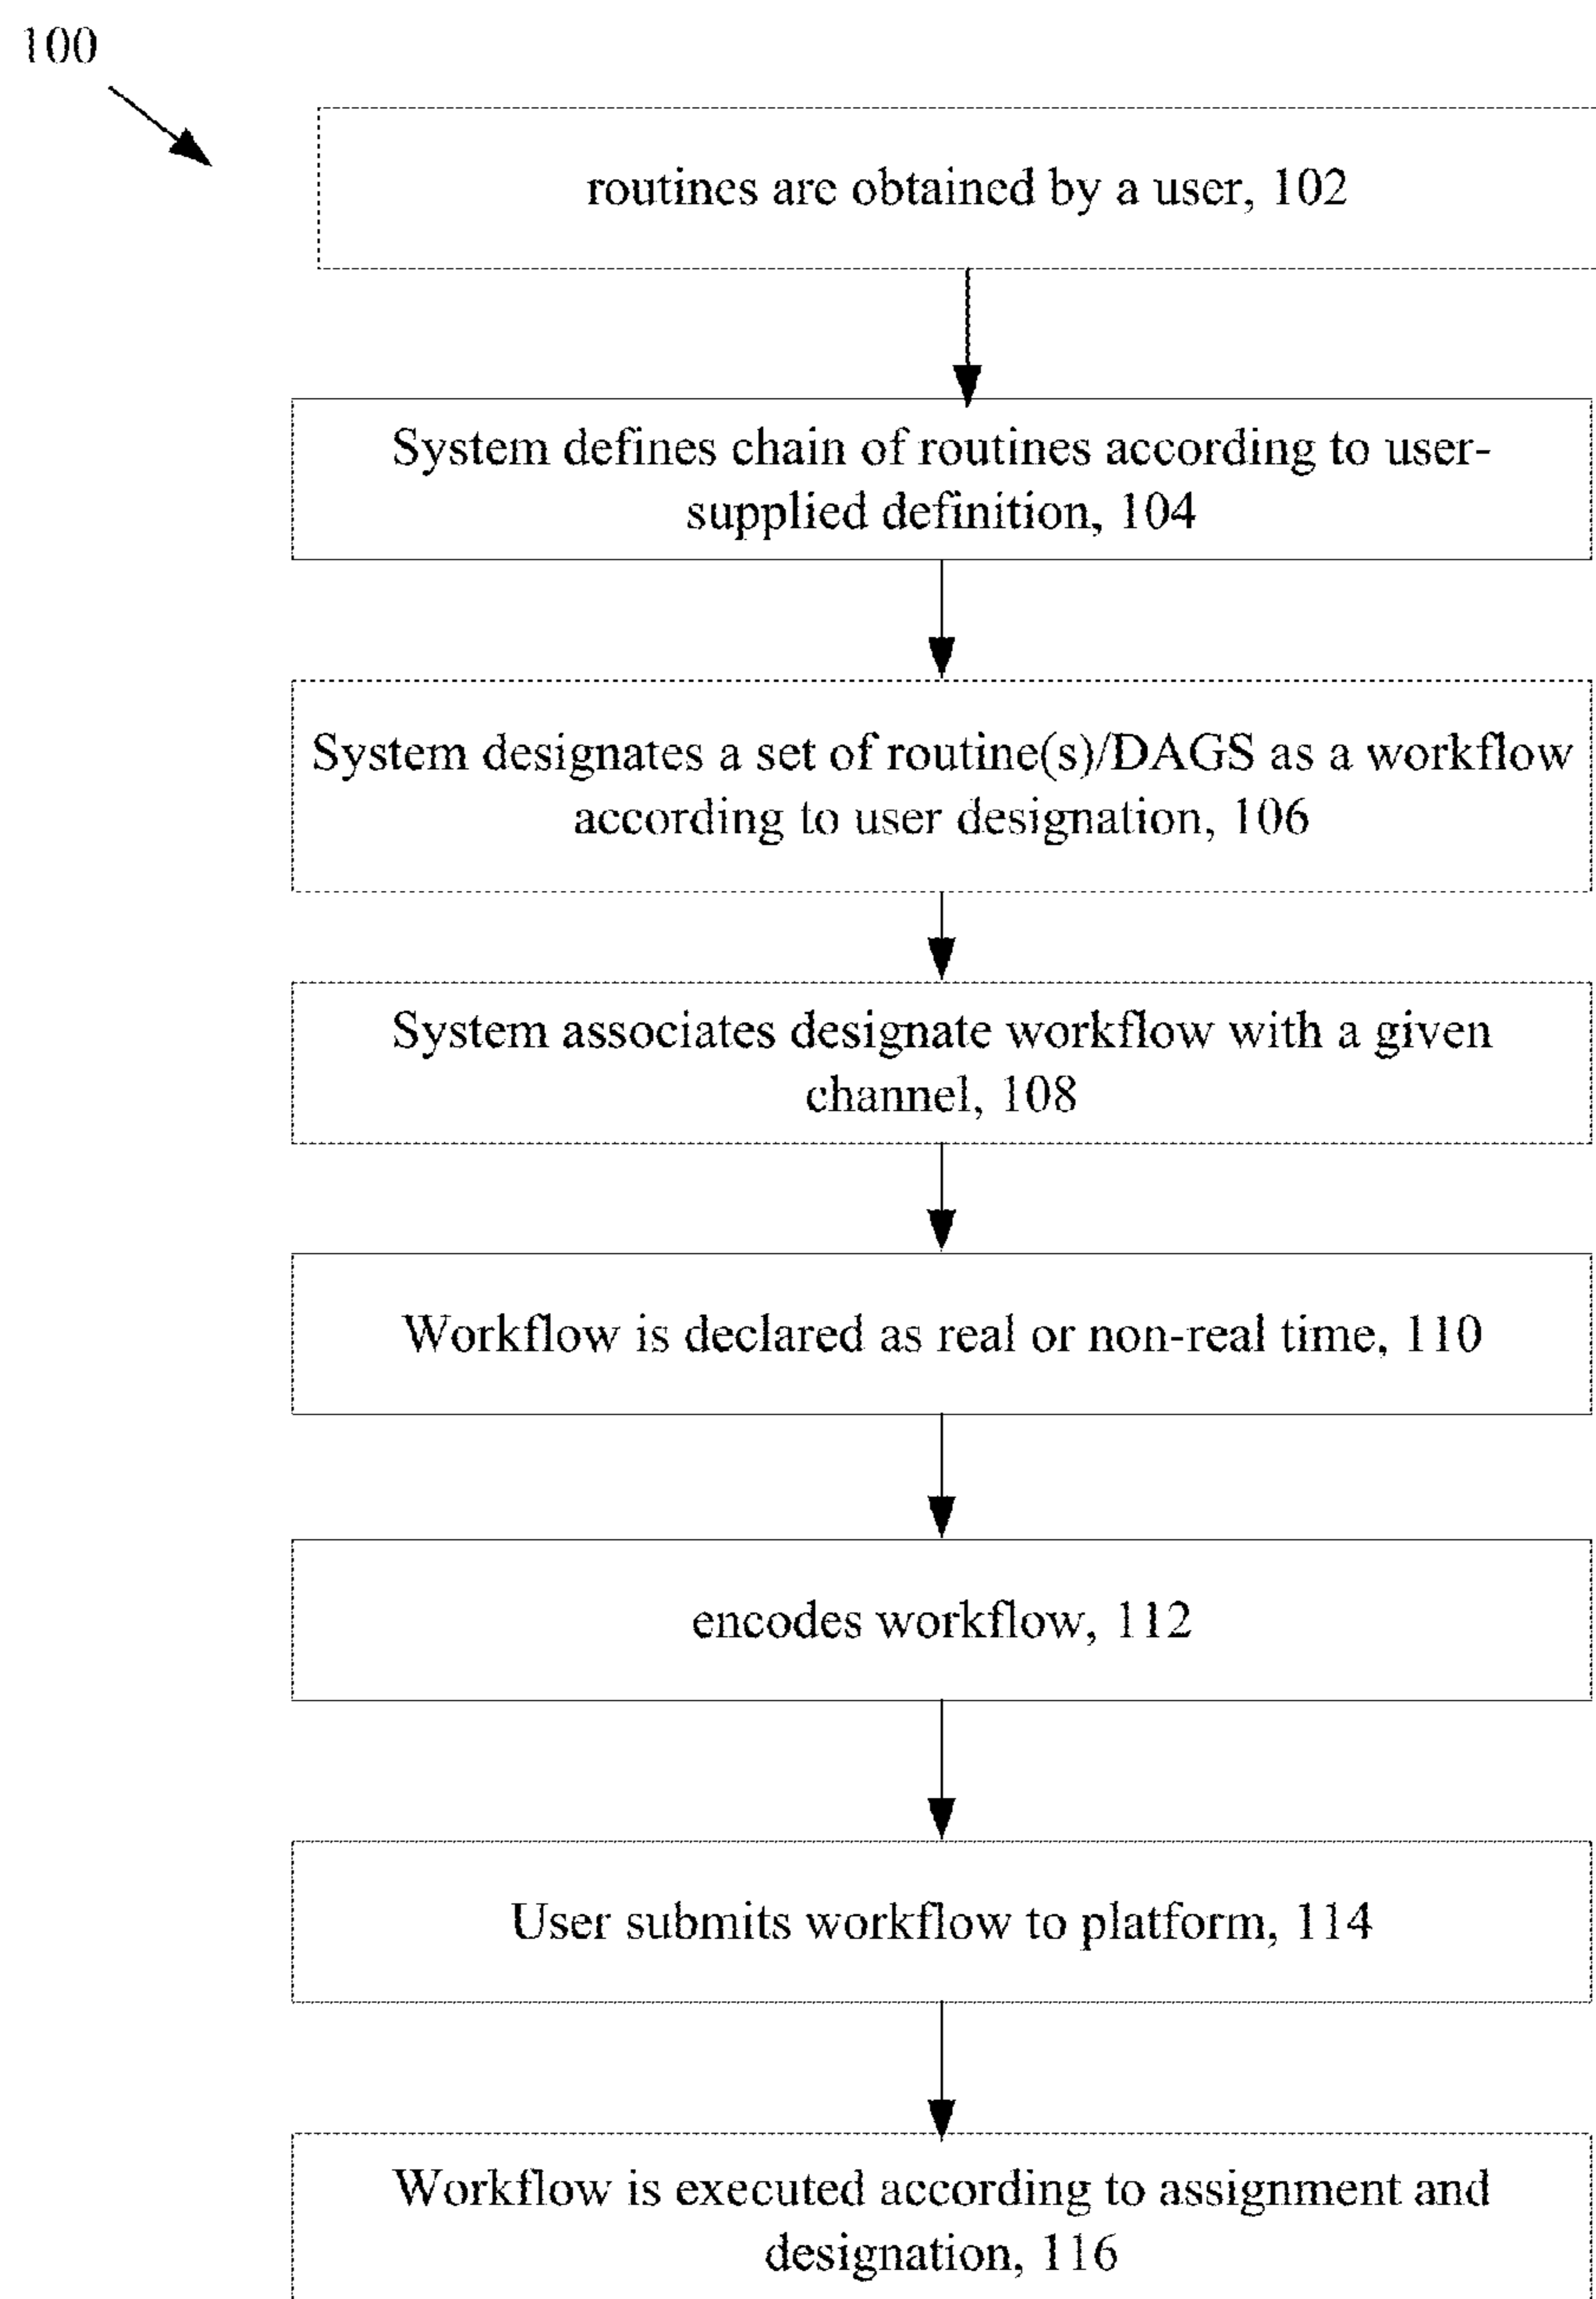 100
routines are obtained by a user, 102
System defines chain of routines according to user-
supplied definition, 104
System designates a set of routine(s)/DAGS as a workflow
according to user designation, 106
System associates designate workflow with a given
channel, 108
Workflow is declared as real or non-real time, 110
encodes workflow, 112
User submits workflow to platform, 114
Workflow is executed according to assignment and
designation, 116